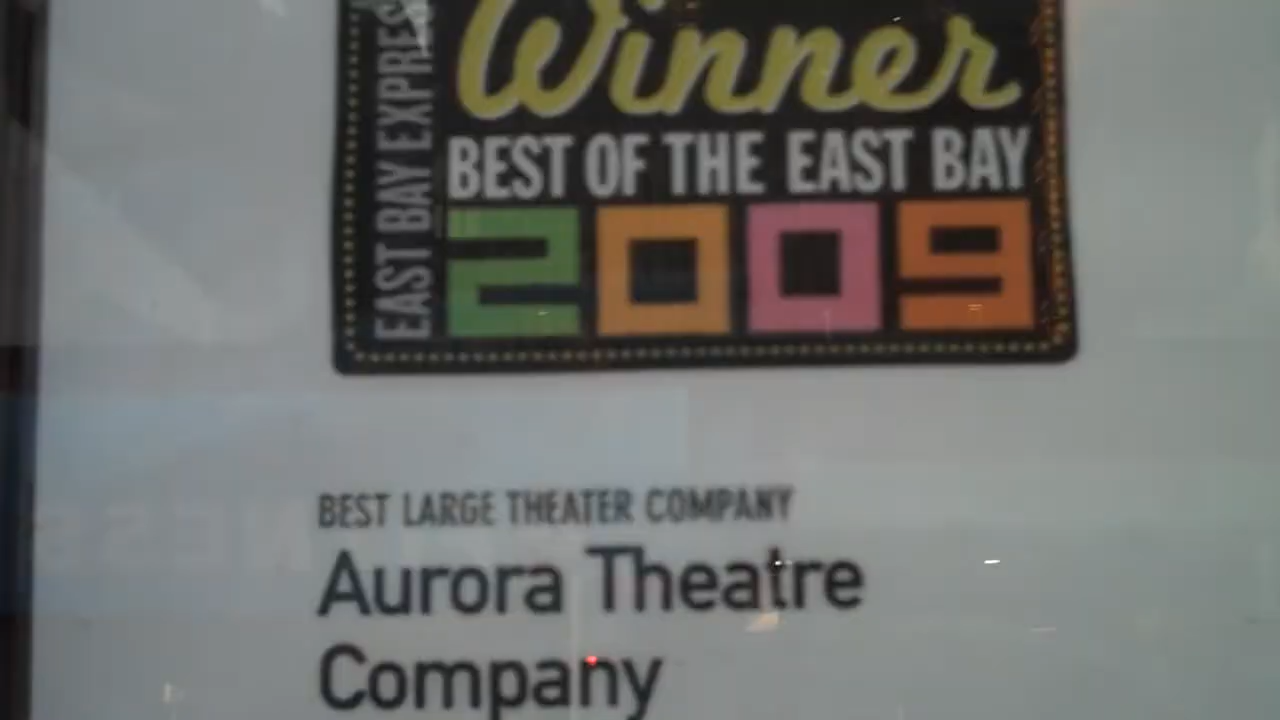 Winner
EAST BAY EXPRESS
BEST OF THE EAST BAY
2009
BEST LARGE THEATER COMPANY
Aurora Theatre
Company